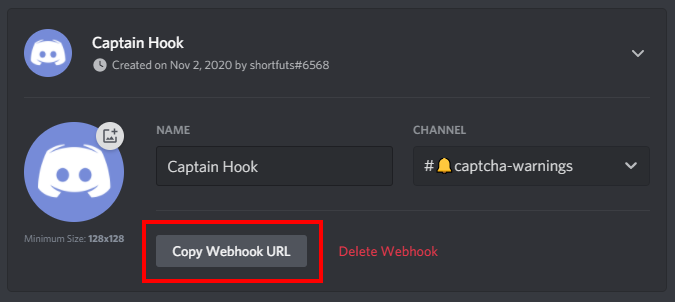 Captain Hook
Created on Nov 2, 2020 by shortfuts#6568
NAME
CHANNEL
Captain Hook
#🔔captcha-warnings
Minimum Size: 128x128
Copy Webhook URL
Delete Webhook